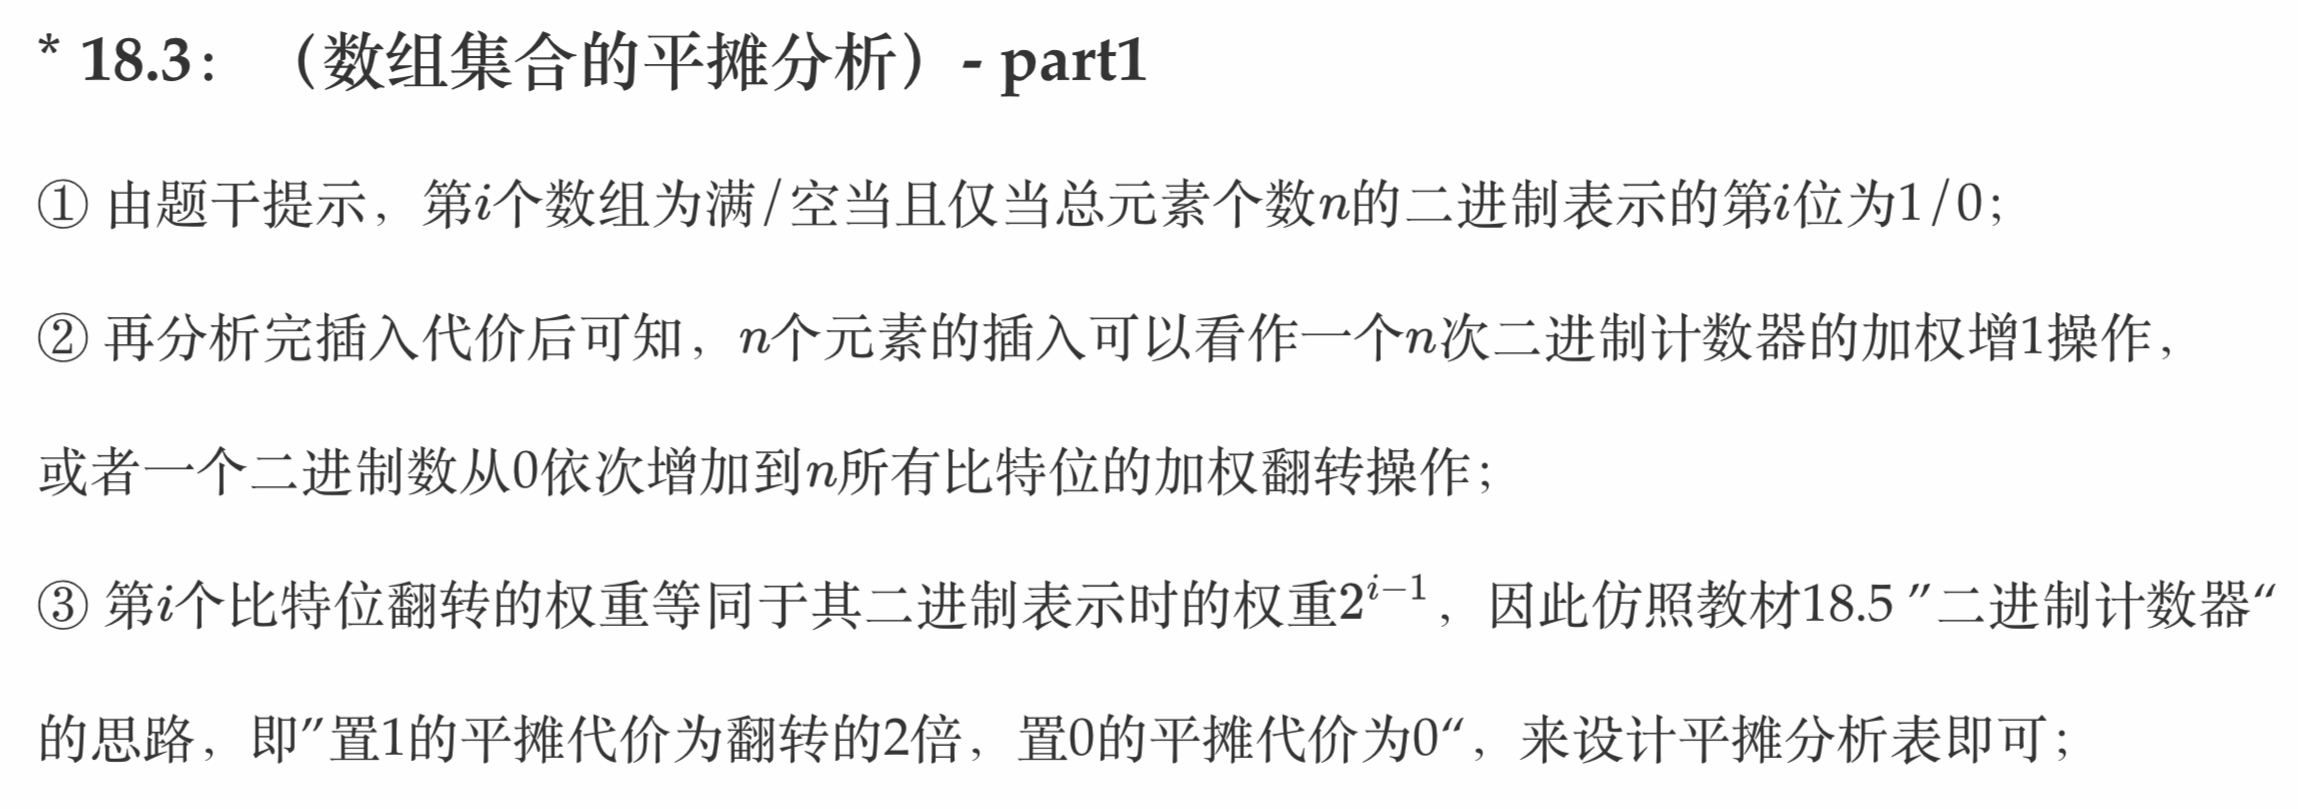 * 18.3: （数组集合的平摊分析）- part1
① 由题干提示，第i个数组为满/空当且仅当总元素个数n的二进制表示的第i位为1/0；
② 再分析完插入代价后可知，n个元素的插入可以看作一个n次二进制计数器的加权增1操作，
或者一个二进制数从0依次增加到n所有比特位的加权翻转操作；
③ 第i个比特位翻转的权重等同于其二进制表示时的权重2^{i−1}，因此仿照教材18.5 ″二进制计数器“
的思路，即″置1的平摊代价为翻转的2倍，置0的平摊代价为0“，来设计平摊分析表即可；